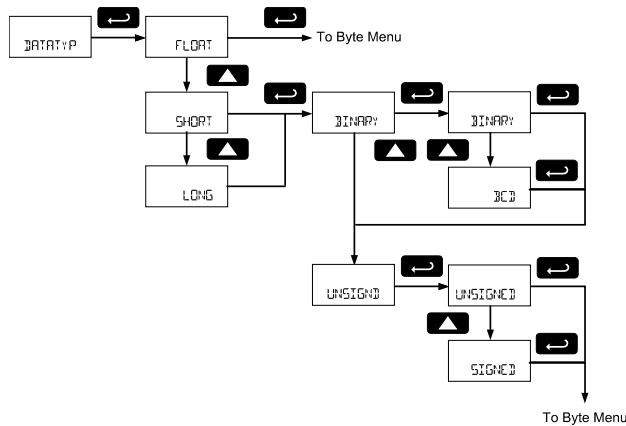 DATATYP
FLOAT
To Byte Menu
SHORT
BINARY
BINARY
LONG
BCD
UNSIGND
UNSIGNED
SIGNED
To Byte Menu